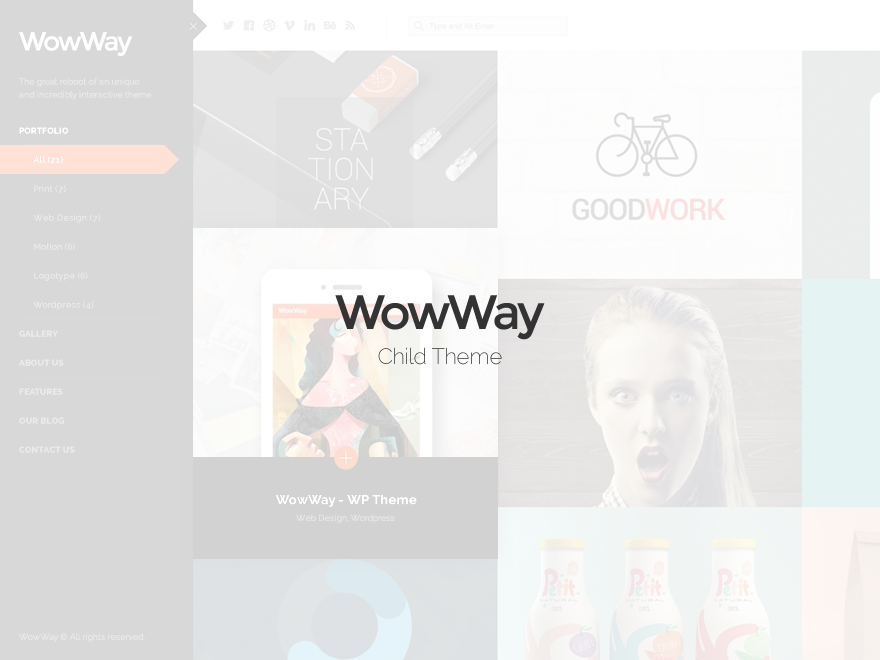 WowWay
The great reboot of an unique
and incredibly interactive theme.
PORTFOLIO
All (21)
Print (7)
Web Design (7)
Motion (6)
Logotype (6)
Wordpress (4)
GALLERY
ABOUT US
FEATURES
OUR BLOG
CONTACT US
WowWay © All rights reserved
Type and hit Enter
STA
TION
ARY
GOODWORK
WowWay
WowWay
Child Theme
WowWay - WP Theme
Web Design, Wordpress
Petit
Petit
Petit